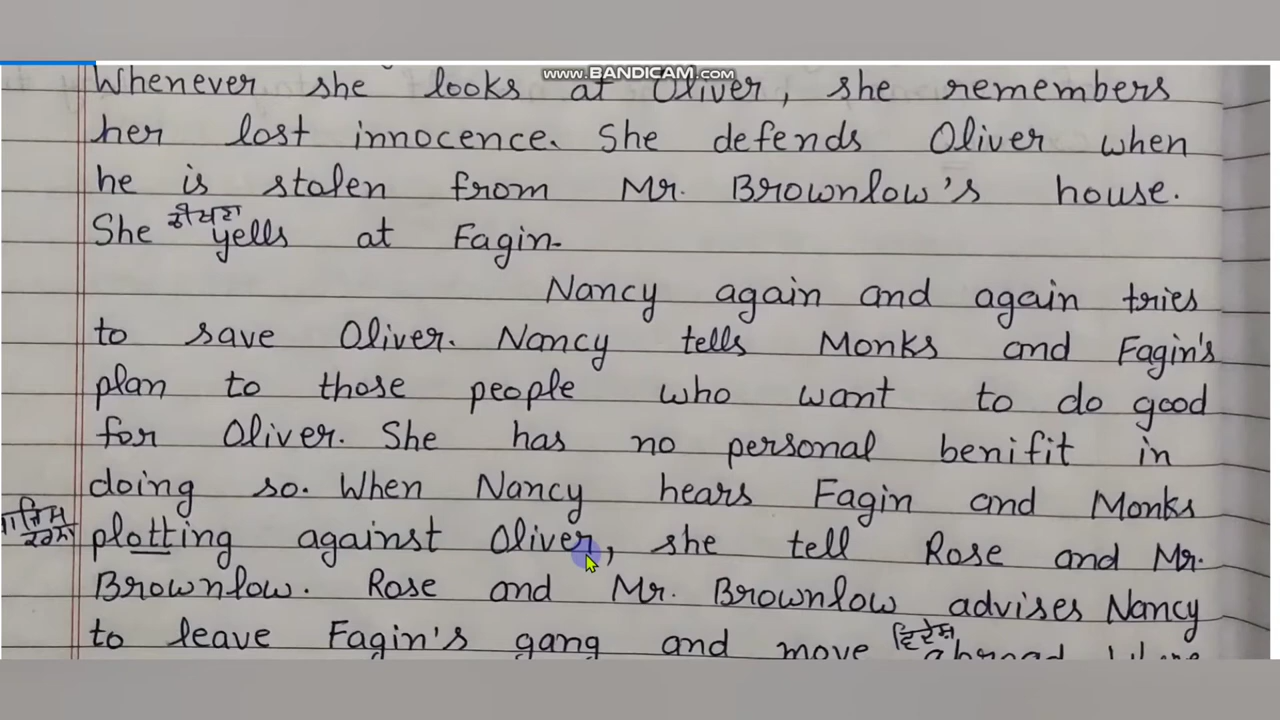 www.BANDICAM.com
Whenever she looks at Oliver, she remembers
her lost innocence. She defends Oliver when
he is stolen from Mr. Brownlow's house.
She yells at Fagin.
Nancy again and again tries
to save Oliver. Nancy tells Monks and Fagin's
plan to those people who want to do good
for Oliver. She has no personal benifit in
doing so. When Nancy hears Fagin and Monks
plotting against Oliver, she tell Rose and Mr.
Brownlow. Rose and Mr. Brownlow advises Nancy
to leave Fagin's gang and move abroad